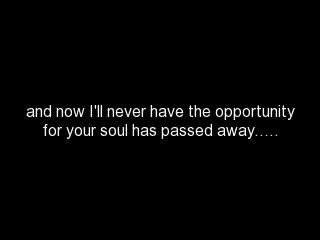 and now I'll never have the opportunity
for your soul has passed away.....